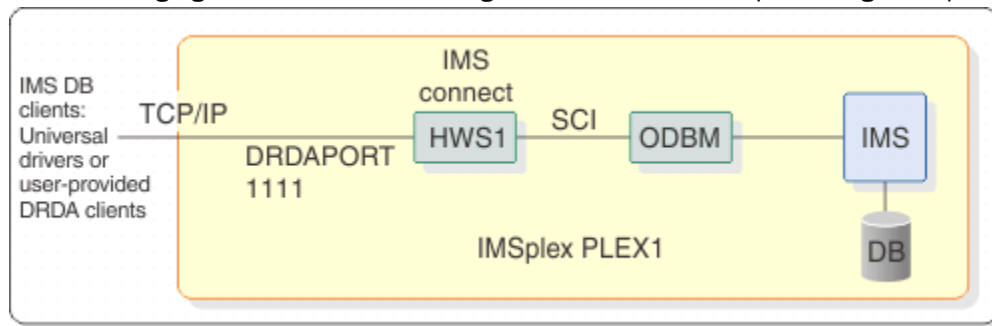 IMS DB
clients:
Universal
drivers or
user-provided
DRDA clients
TCP/IP
DRDAPORT
1111
IMS
connect
HWS1
SCI
ODBM
IMS
DB
IMSplex PLEX1